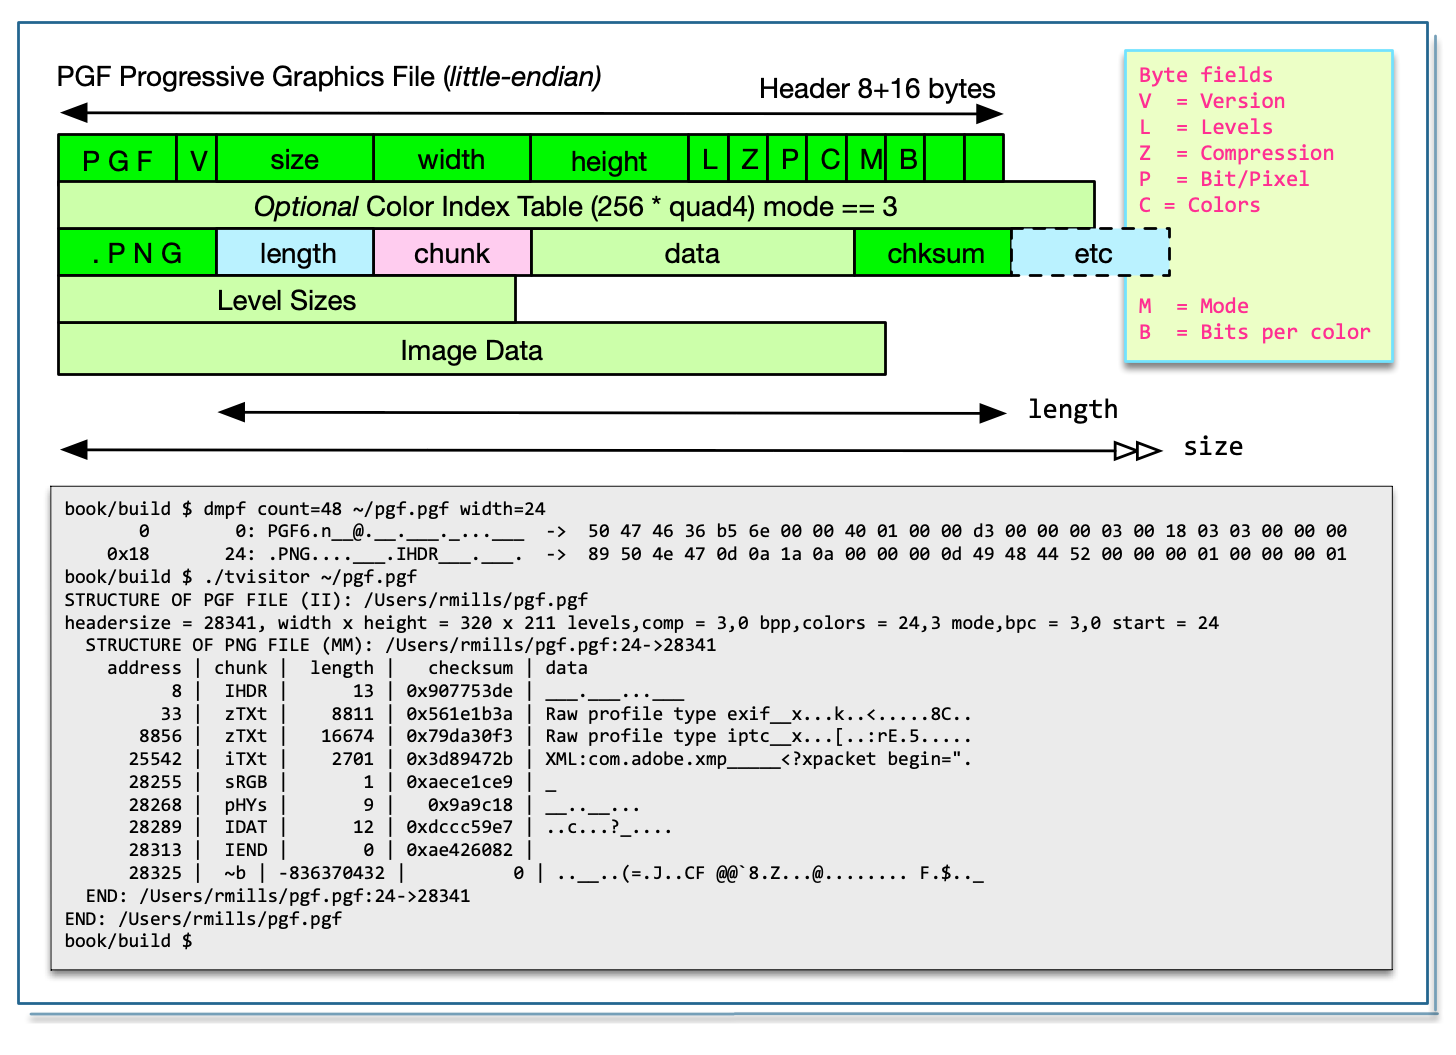 PGF Progressive Graphics File (little-endian)
Header 8+16 bytes
P G F V size width height L Z P C M B
Optional Color Index Table (256 * quad4) mode == 3
. P N G length chunk data chksum etc
Level Sizes
Image Data
length
size
Byte fields
V = Version
L = Levels
Z = Compression
P = Bit/Pixel
C = Colors
M = Mode
B = Bits per color
book/build $ dmpf count=48 ~/pgf.pgf width=24
0 0: PGF6.n__@.__.___._...___ -> 50 47 46 36 b5 6e 00 00 40 01 00 00 d3 00 00 00 03 00 18 03 03 00 00 00
0x18 24: .PNG....___.IHDR___.___. -> 89 50 4e 47 0d 0a 1a 0a 00 00 00 0d 49 48 44 52 00 00 00 01 00 00 00 01
book/build $ ./tvisitor ~/pgf.pgf
STRUCTURE OF PGF FILE (II): /Users/rmills/pgf.pgf
headersize = 28341, width x height = 320 x 211 levels,comp = 3,0 bpp,colors = 24,3 mode,bpc = 3,0 start = 24
STRUCTURE OF PNG FILE (MM): /Users/rmills/pgf.pgf:24->28341
address | chunk | length | checksum | data
8 | IHDR | 13 | 0x907753de | ___.___...___
33 | zTXt | 8811 | 0x561e1b3a | Raw profile type exif__x...k..<.....8C..
8856 | zTXt | 16674 | 0x79da30f3 | Raw profile type iptc__x...[..:rE.5.....
25542 | iTXt | 2701 | 0x3d89472b | XML:com.adobe.xmp_____<?xpacket begin=".
28255 | sRGB | 1 | 0xaece1ce9 | _
28268 | pHYs | 9 | 0x9a9c18 | __..__...
28289 | IDAT | 12 | 0xdccc59e7 | ..c...?_....
28313 | IEND | 0 | 0xae426082 |
28325 | ~b | -836370432 | 0 | ..__..(=.J..CF @@`8.Z...@........ F.$.._
END: /Users/rmills/pgf.pgf:24->28341
END: /Users/rmills/pgf.pgf
book/build $